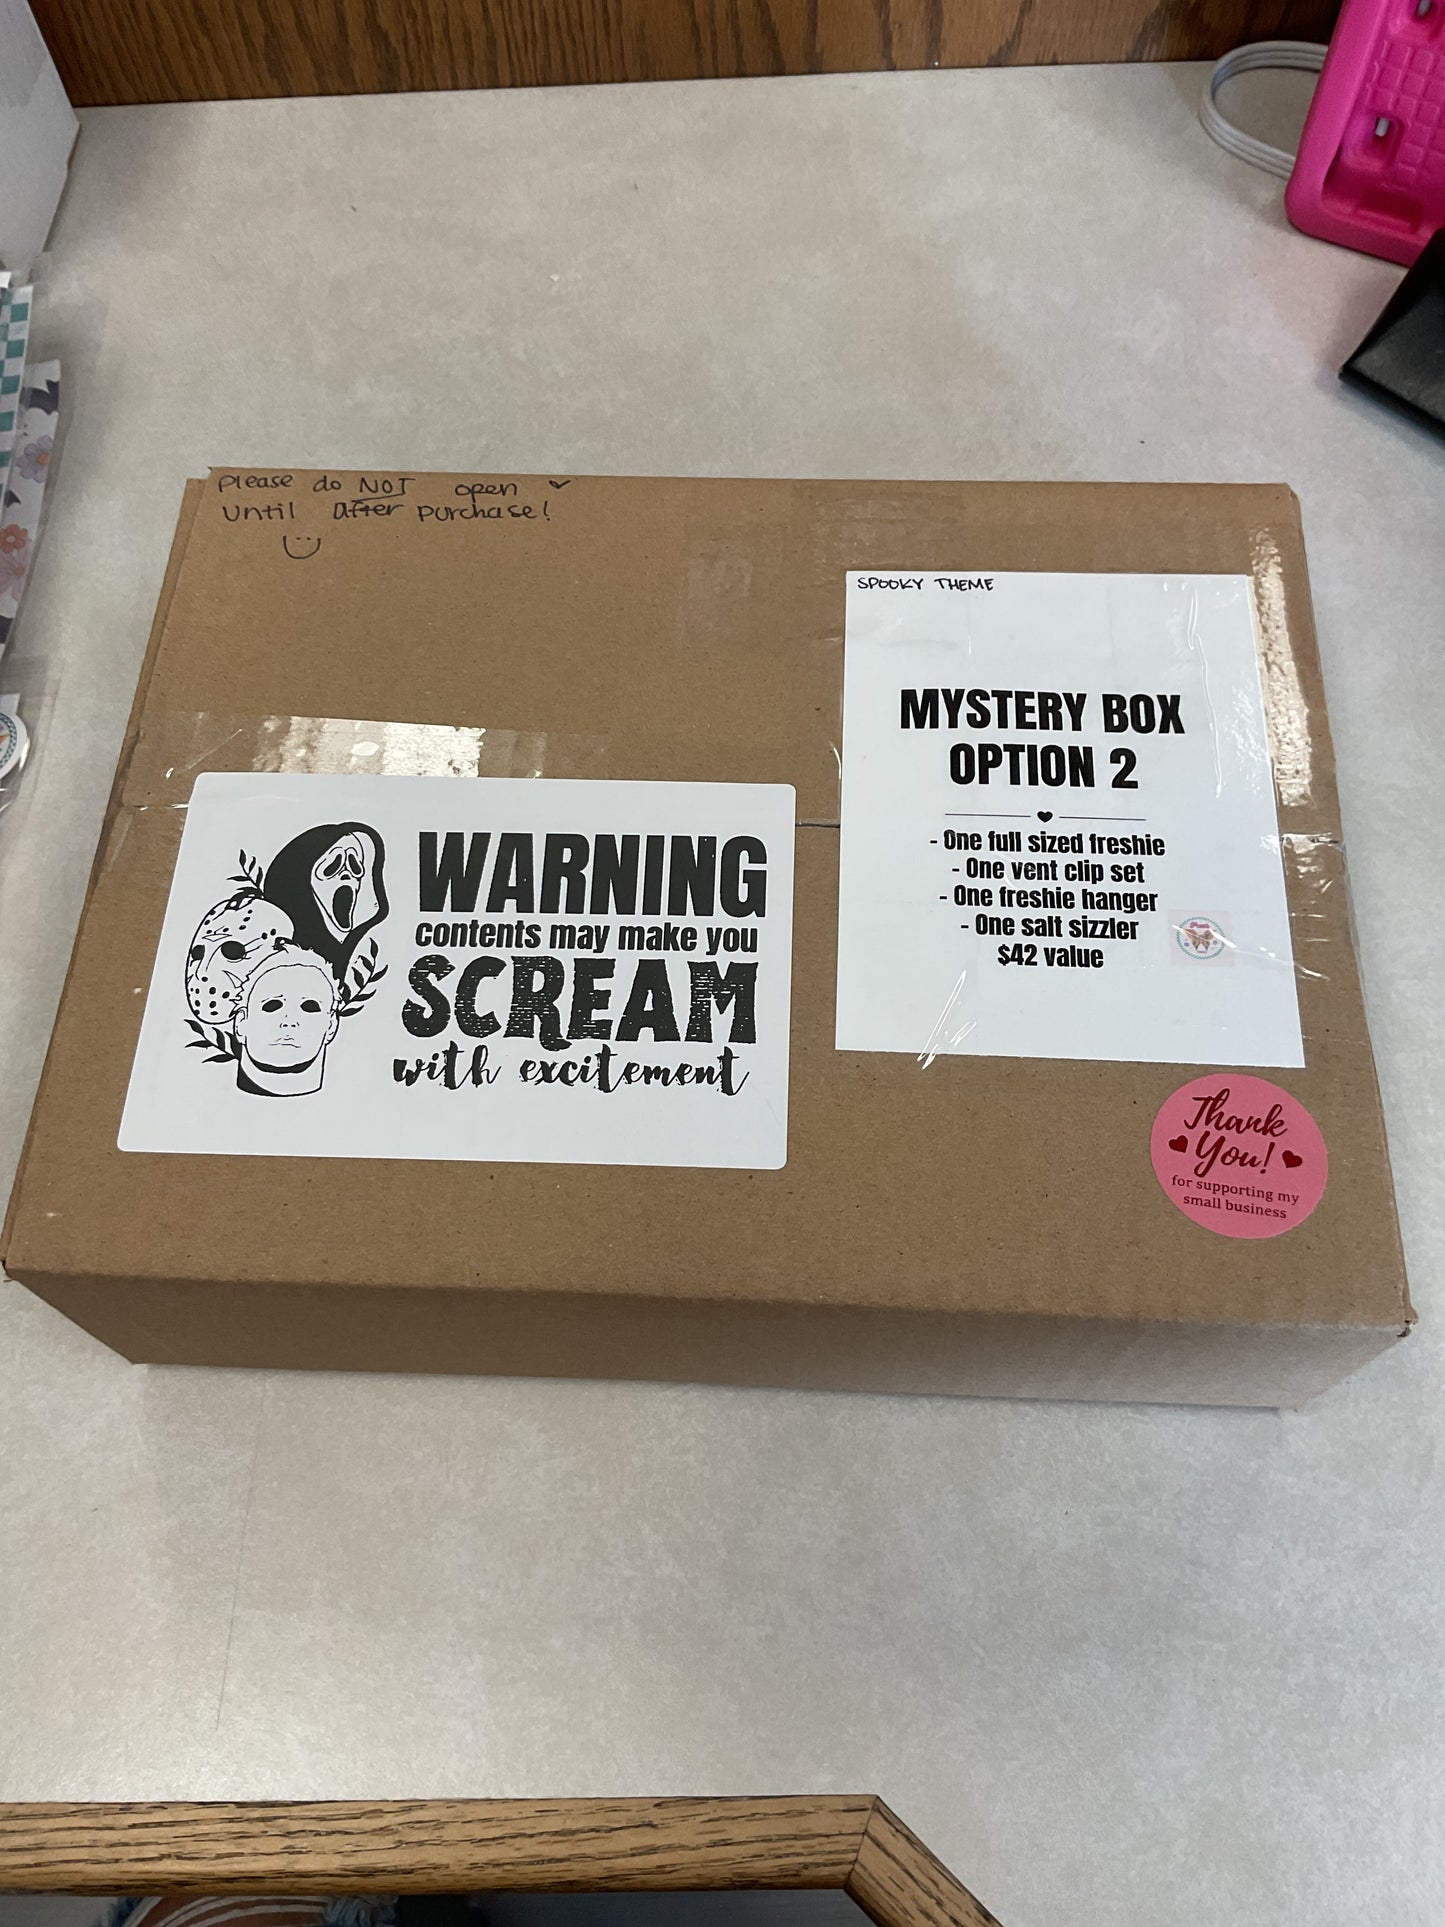 Please do NOT open
until after purchase!
SPOOKY THEME
MYSTERY BOX
OPTION 2
- One full sized freshie
- One vent clip set
- One freshie hanger
- One salt sizzler
$42 value
WARNING
contents may make you
SCREAM
with excitement
Thank
You!
for supporting my
small business